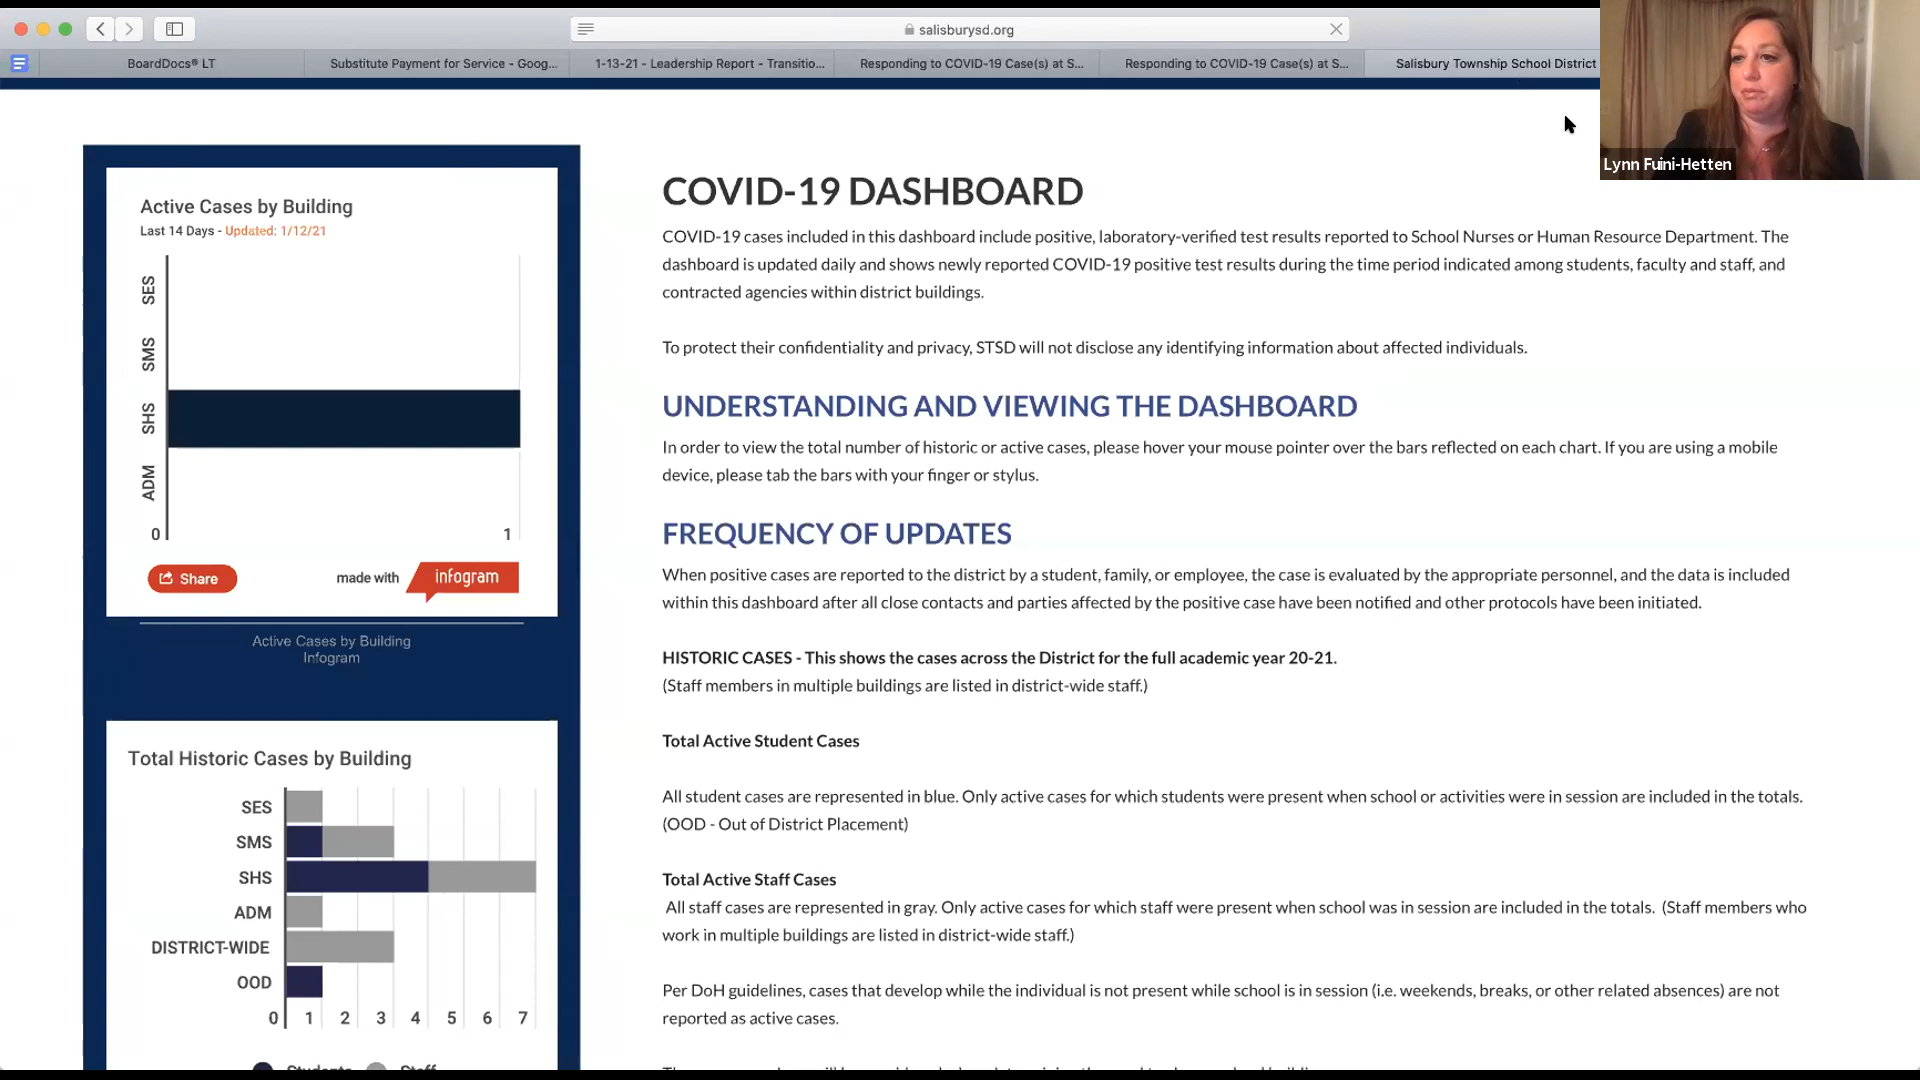 salisburysd.org
BoardDocs® LT
Substitute Payment for Service - Goog...
1-13-21 - Leadership Report - Transitio...
Responding to COVID-19 Case(s) at S...
Responding to COVID-19 Case(s) at S...
Salisbury Township School District
Lynn Fuini-Hetten
Active Cases by Building
Last 14 Days - Updated: 1/12/21
SES
SMS
SHS
ADM
0 1
Share
made with infogram
Active Cases by Building
Infogram
Total Historic Cases by Building
SES
SMS
SHS
ADM
DISTRICT-WIDE
OOD
0 1 2 3 4 5 6 7
Students Staff
COVID-19 DASHBOARD
COVID-19 cases included in this dashboard include positive, laboratory-verified test results reported to School Nurses or Human Resource Department. The
dashboard is updated daily and shows newly reported COVID-19 positive test results during the time period indicated among students, faculty and staff, and
contracted agencies within district buildings.
To protect their confidentiality and privacy, STSD will not disclose any identifying information about affected individuals.
UNDERSTANDING AND VIEWING THE DASHBOARD
In order to view the total number of historic or active cases, please hover your mouse pointer over the bars reflected on each chart. If you are using a mobile
device, please tab the bars with your finger or stylus.
FREQUENCY OF UPDATES
When positive cases are reported to the district by a student, family, or employee, the case is evaluated by the appropriate personnel, and the data is included
within this dashboard after all close contacts and parties affected by the positive case have been notified and other protocols have been initiated.
HISTORIC CASES - This shows the cases across the District for the full academic year 20-21.
(Staff members in multiple buildings are listed in district-wide staff.)
Total Active Student Cases
All student cases are represented in blue. Only active cases for which students were present when school or activities were in session are included in the totals.
(OOD - Out of District Placement)
Total Active Staff Cases
All staff cases are represented in gray. Only active cases for which staff were present when school was in session are included in the totals. (Staff members who
work in multiple buildings are listed in district-wide staff.)
Per DoH guidelines, cases that develop while the individual is not present while school is in session (i.e. weekends, breaks, or other related absences) are not
reported as active cases.